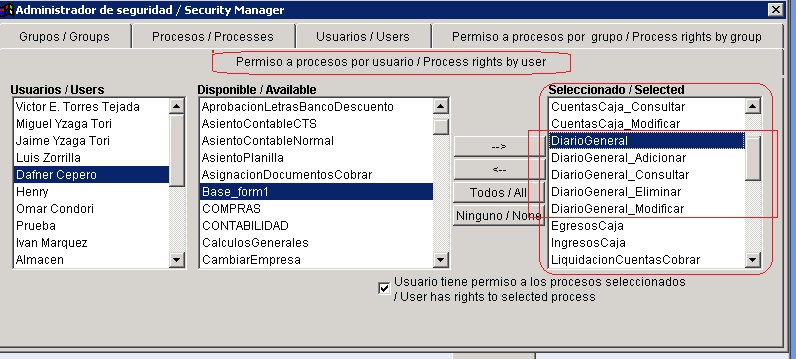 Administrador de seguridad / Security Manager
Grupos / Groups
Procesos / Processes
Usuarios / Users
Permiso a procesos por grupo / Process rights by group
Permiso a procesos por usuario / Process rights by user
Usuarios / Users
Victor E. Torres Tejada
Miguel Yzaga Tori
Jaime Yzaga Tori
Luis Zorrilla
Dafner Cepero
Henry
Omar Condori
Prueba
Ivan Marquez
Almacen
Disponible / Available
AprobacionLetrasBancoDescuento
AsientoContableCTS
AsientoContableNormal
AsientoPlanilla
AsignacionDocumentosCobrar
Base_form1
COMPRAS
CONTABILIDAD
CalculosGenerales
CambiarEmpresa
-->
<--
Todos / All
Ninguno / None
Seleccionado / Selected
CuentasCaja_Consultar
CuentasCaja_Modificar
DiarioGeneral
DiarioGeneral_Adicionar
DiarioGeneral_Consultar
DiarioGeneral_Eliminar
DiarioGeneral_Modificar
EgresosCaja
IngresosCaja
LiquidacionCuentasCobrar
Usuario tiene permiso a los procesos seleccionados
/ User has rights to selected process